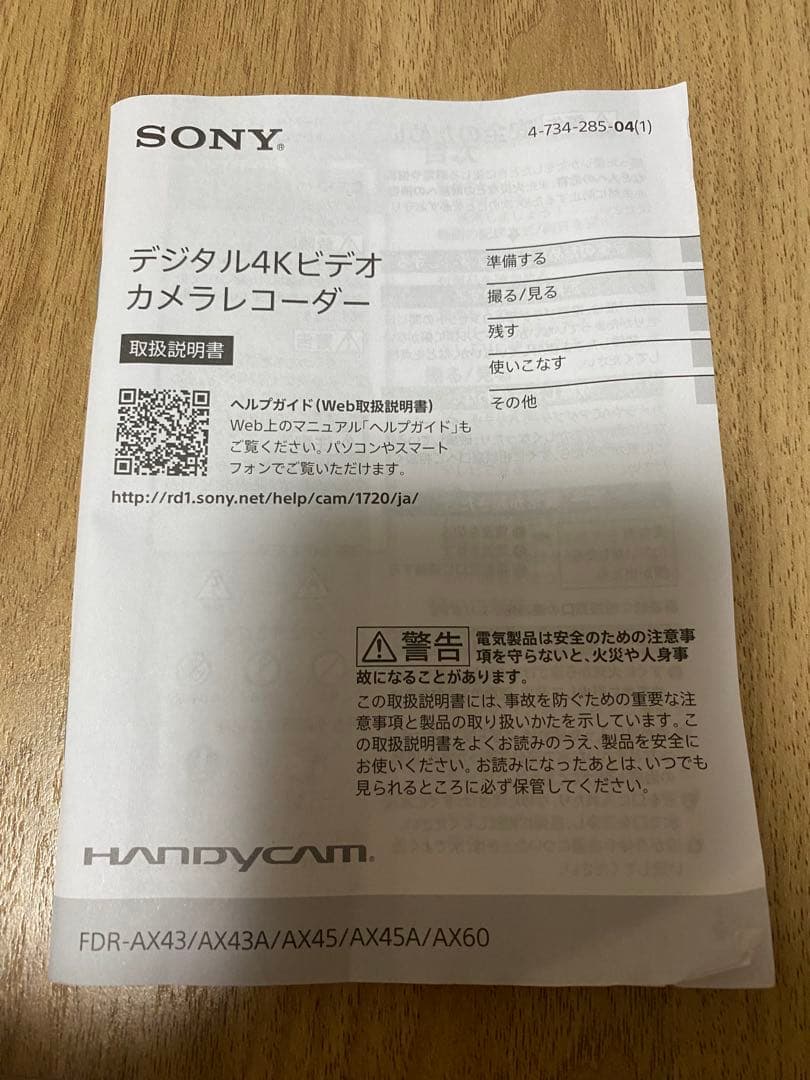 SONY®
4-734-285-04(1)
デジタル4Kビデオ
カメラレコーダー
取扱説明書
ヘルプガイド(Web取扱説明書)
Web上のマニュアル「ヘルプガイド」も
ご覧ください。パソコンやスマート
フォンでご覧いただけます。
http://rd1.sony.net/help/cam/1720/ja/
準備する
撮る/見る
残す
使いこなす
その他
警告 電気製品は安全のための注意事
項を守らないと、火災や人身事
故になることがあります。
この取扱説明書には、事故を防ぐための重要な注
意事項と製品の取り扱いかたを示しています。こ
の取扱説明書をよくお読みのうえ、製品を安全に
お使いください。お読みになったあとは、いつでも
見られるところに必ず保管してください。
HANDYCAM®
FDR-AX43/AX43A/AX45/AX45A/AX60